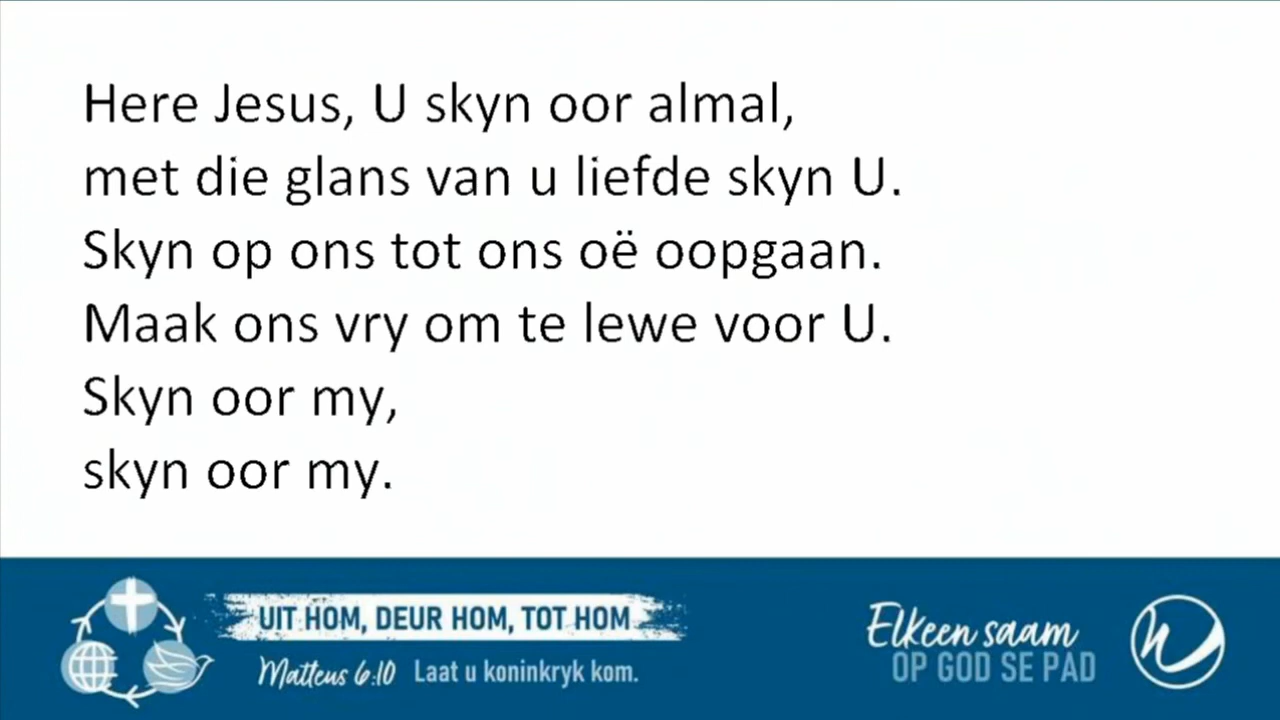 Here Jesus, U skyn oor almal,
met die glans van u liefde skyn U.
Skyn op ons tot ons oë oopgaan.
Maak ons vry om te lewe voor U.
Skyn oor my,
skyn oor my.
UIT HOM, DEUR HOM, TOT HOM
Matteus 6:10 Laat u koninkryk kom.
Elkeen saam
OP GOD SE PAD